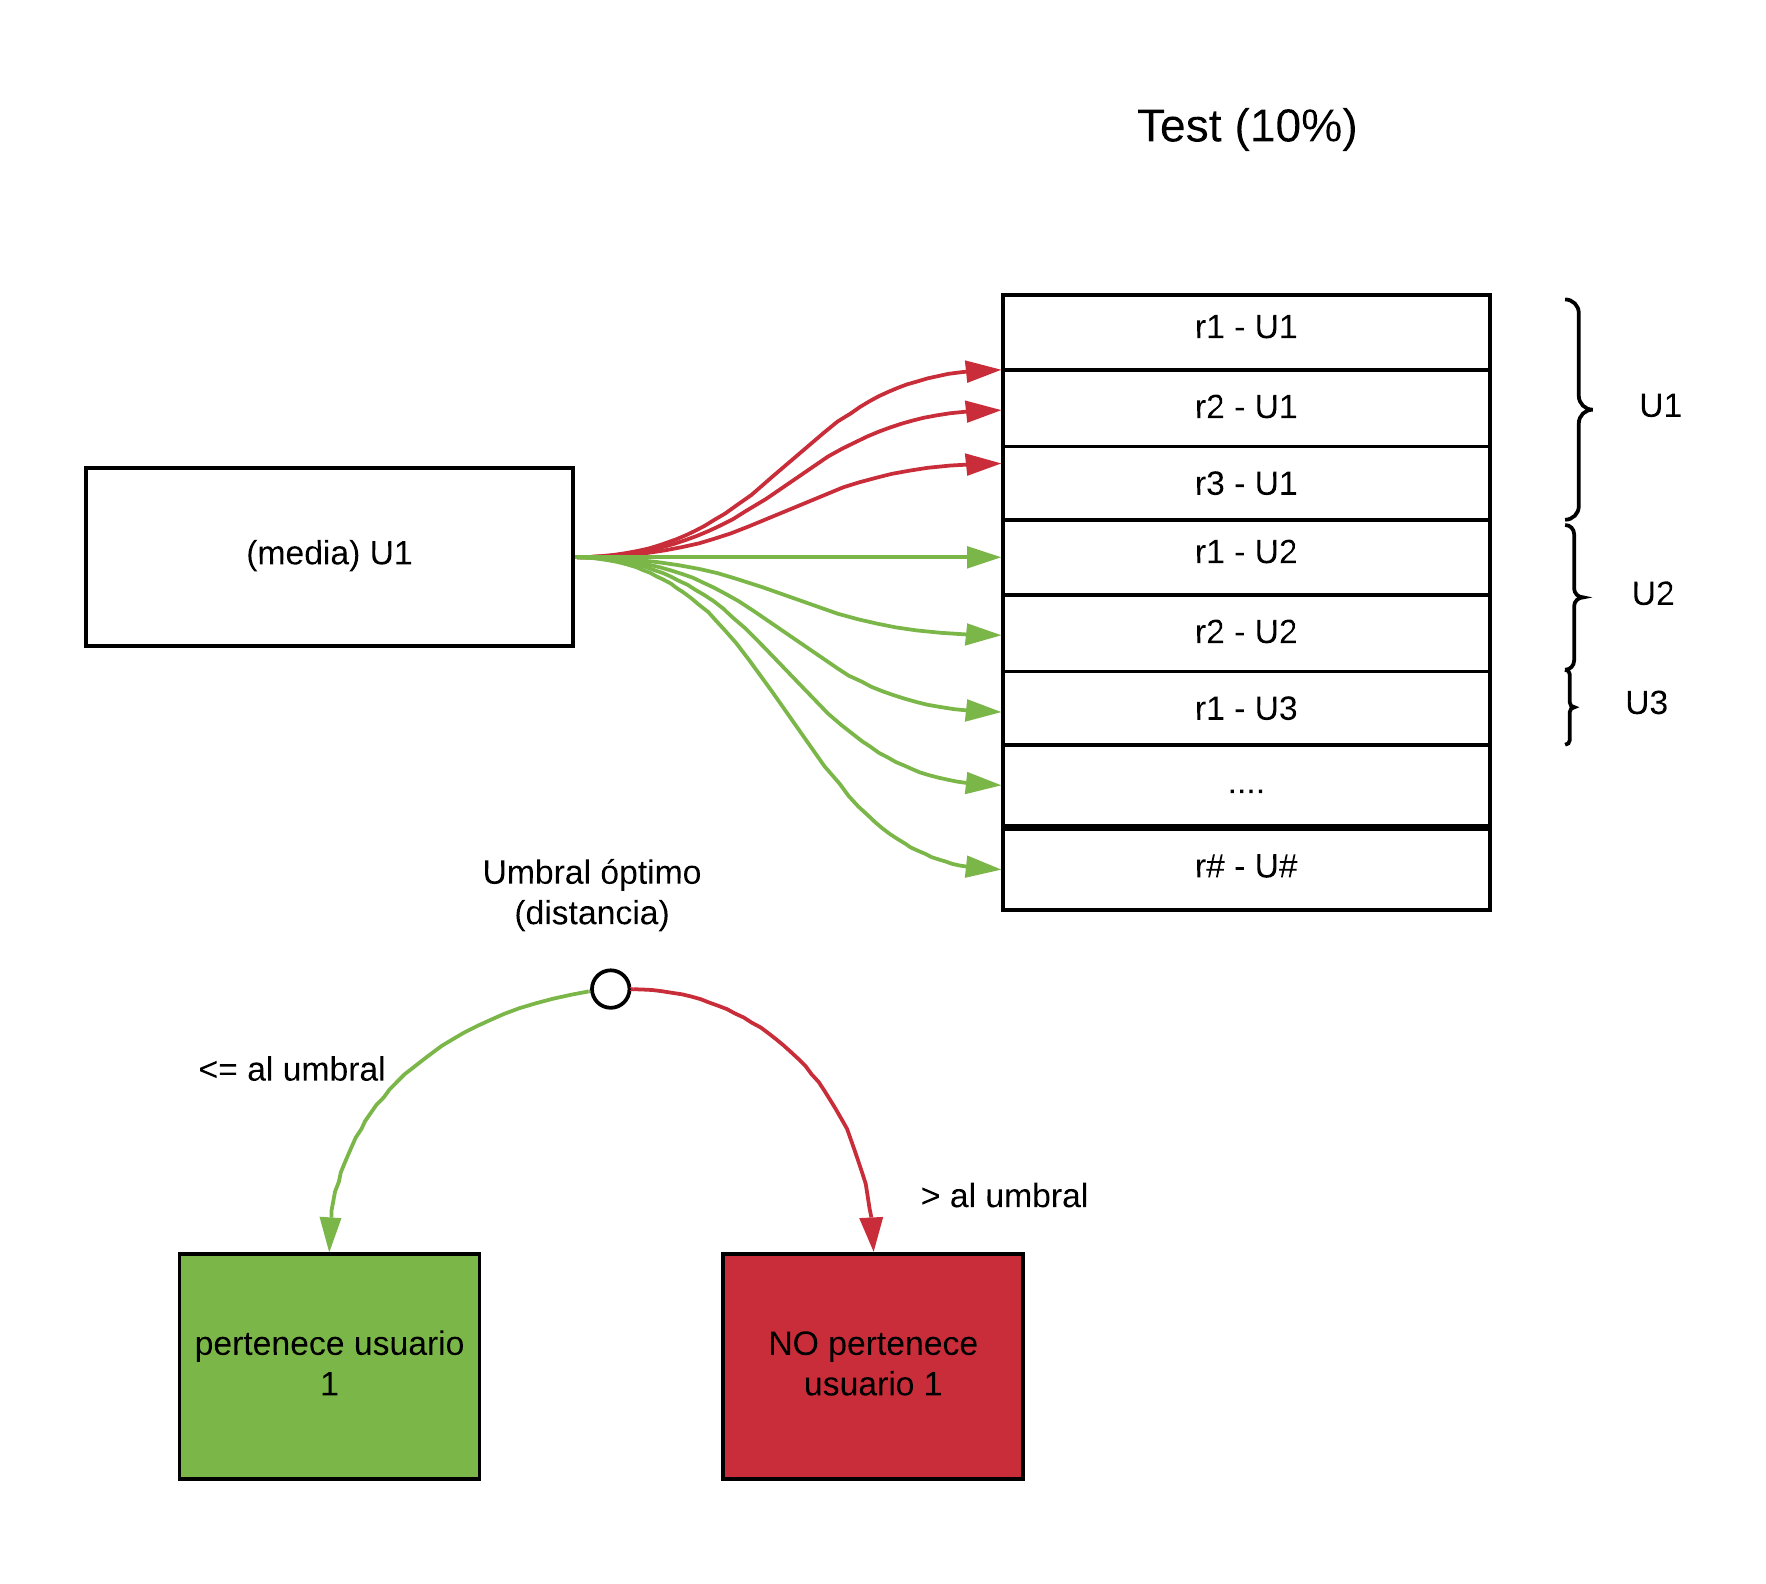 Test (10%)
r1 - U1
r2 - U1
r3 - U1
r1 - U2
r2 - U2
r1 - U3
....
r# - U#
U1
U2
U3
(media) U1
Umbral óptimo
(distancia)
<= al umbral
> al umbral
pertenece usuario
1
NO pertenece
usuario 1